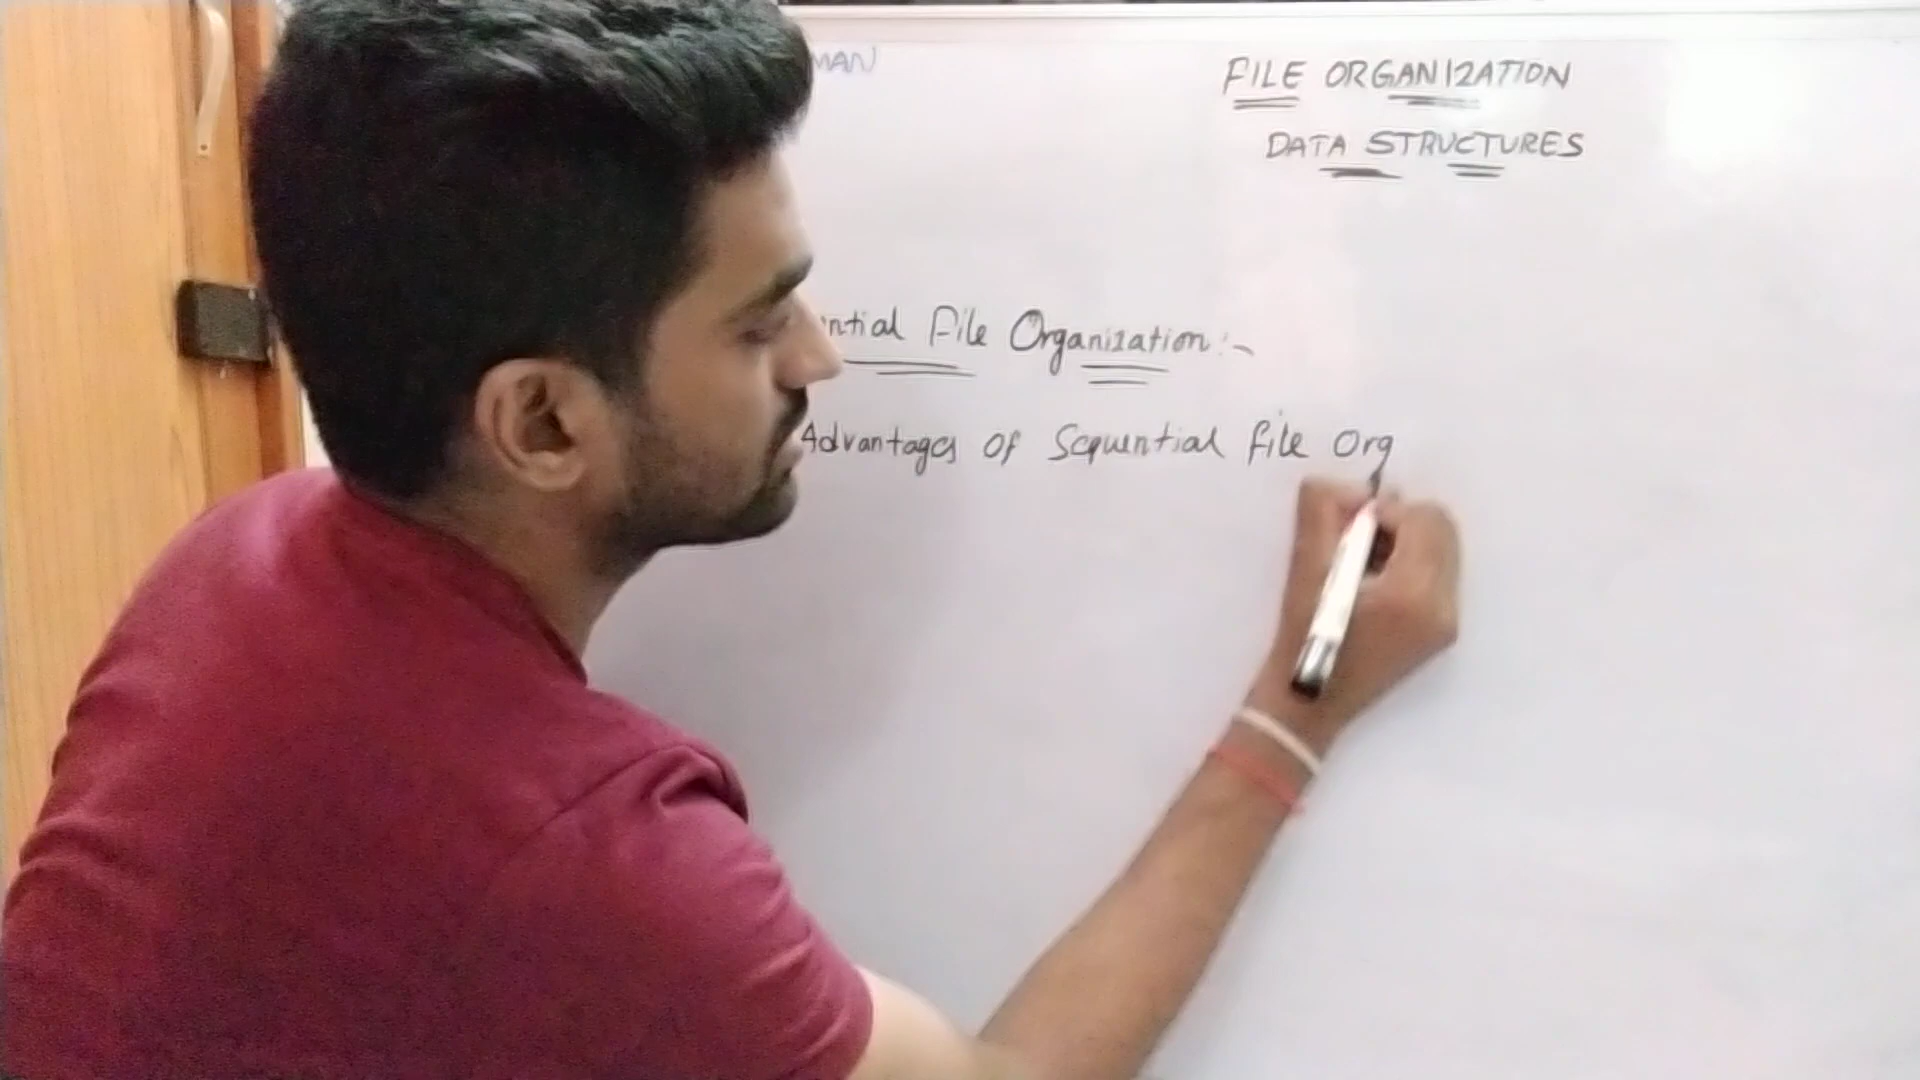 MAN
FILE ORGANIZATION
DATA STRUCTURES
ntial File Organization:-
Advantages Of Sequential file Org